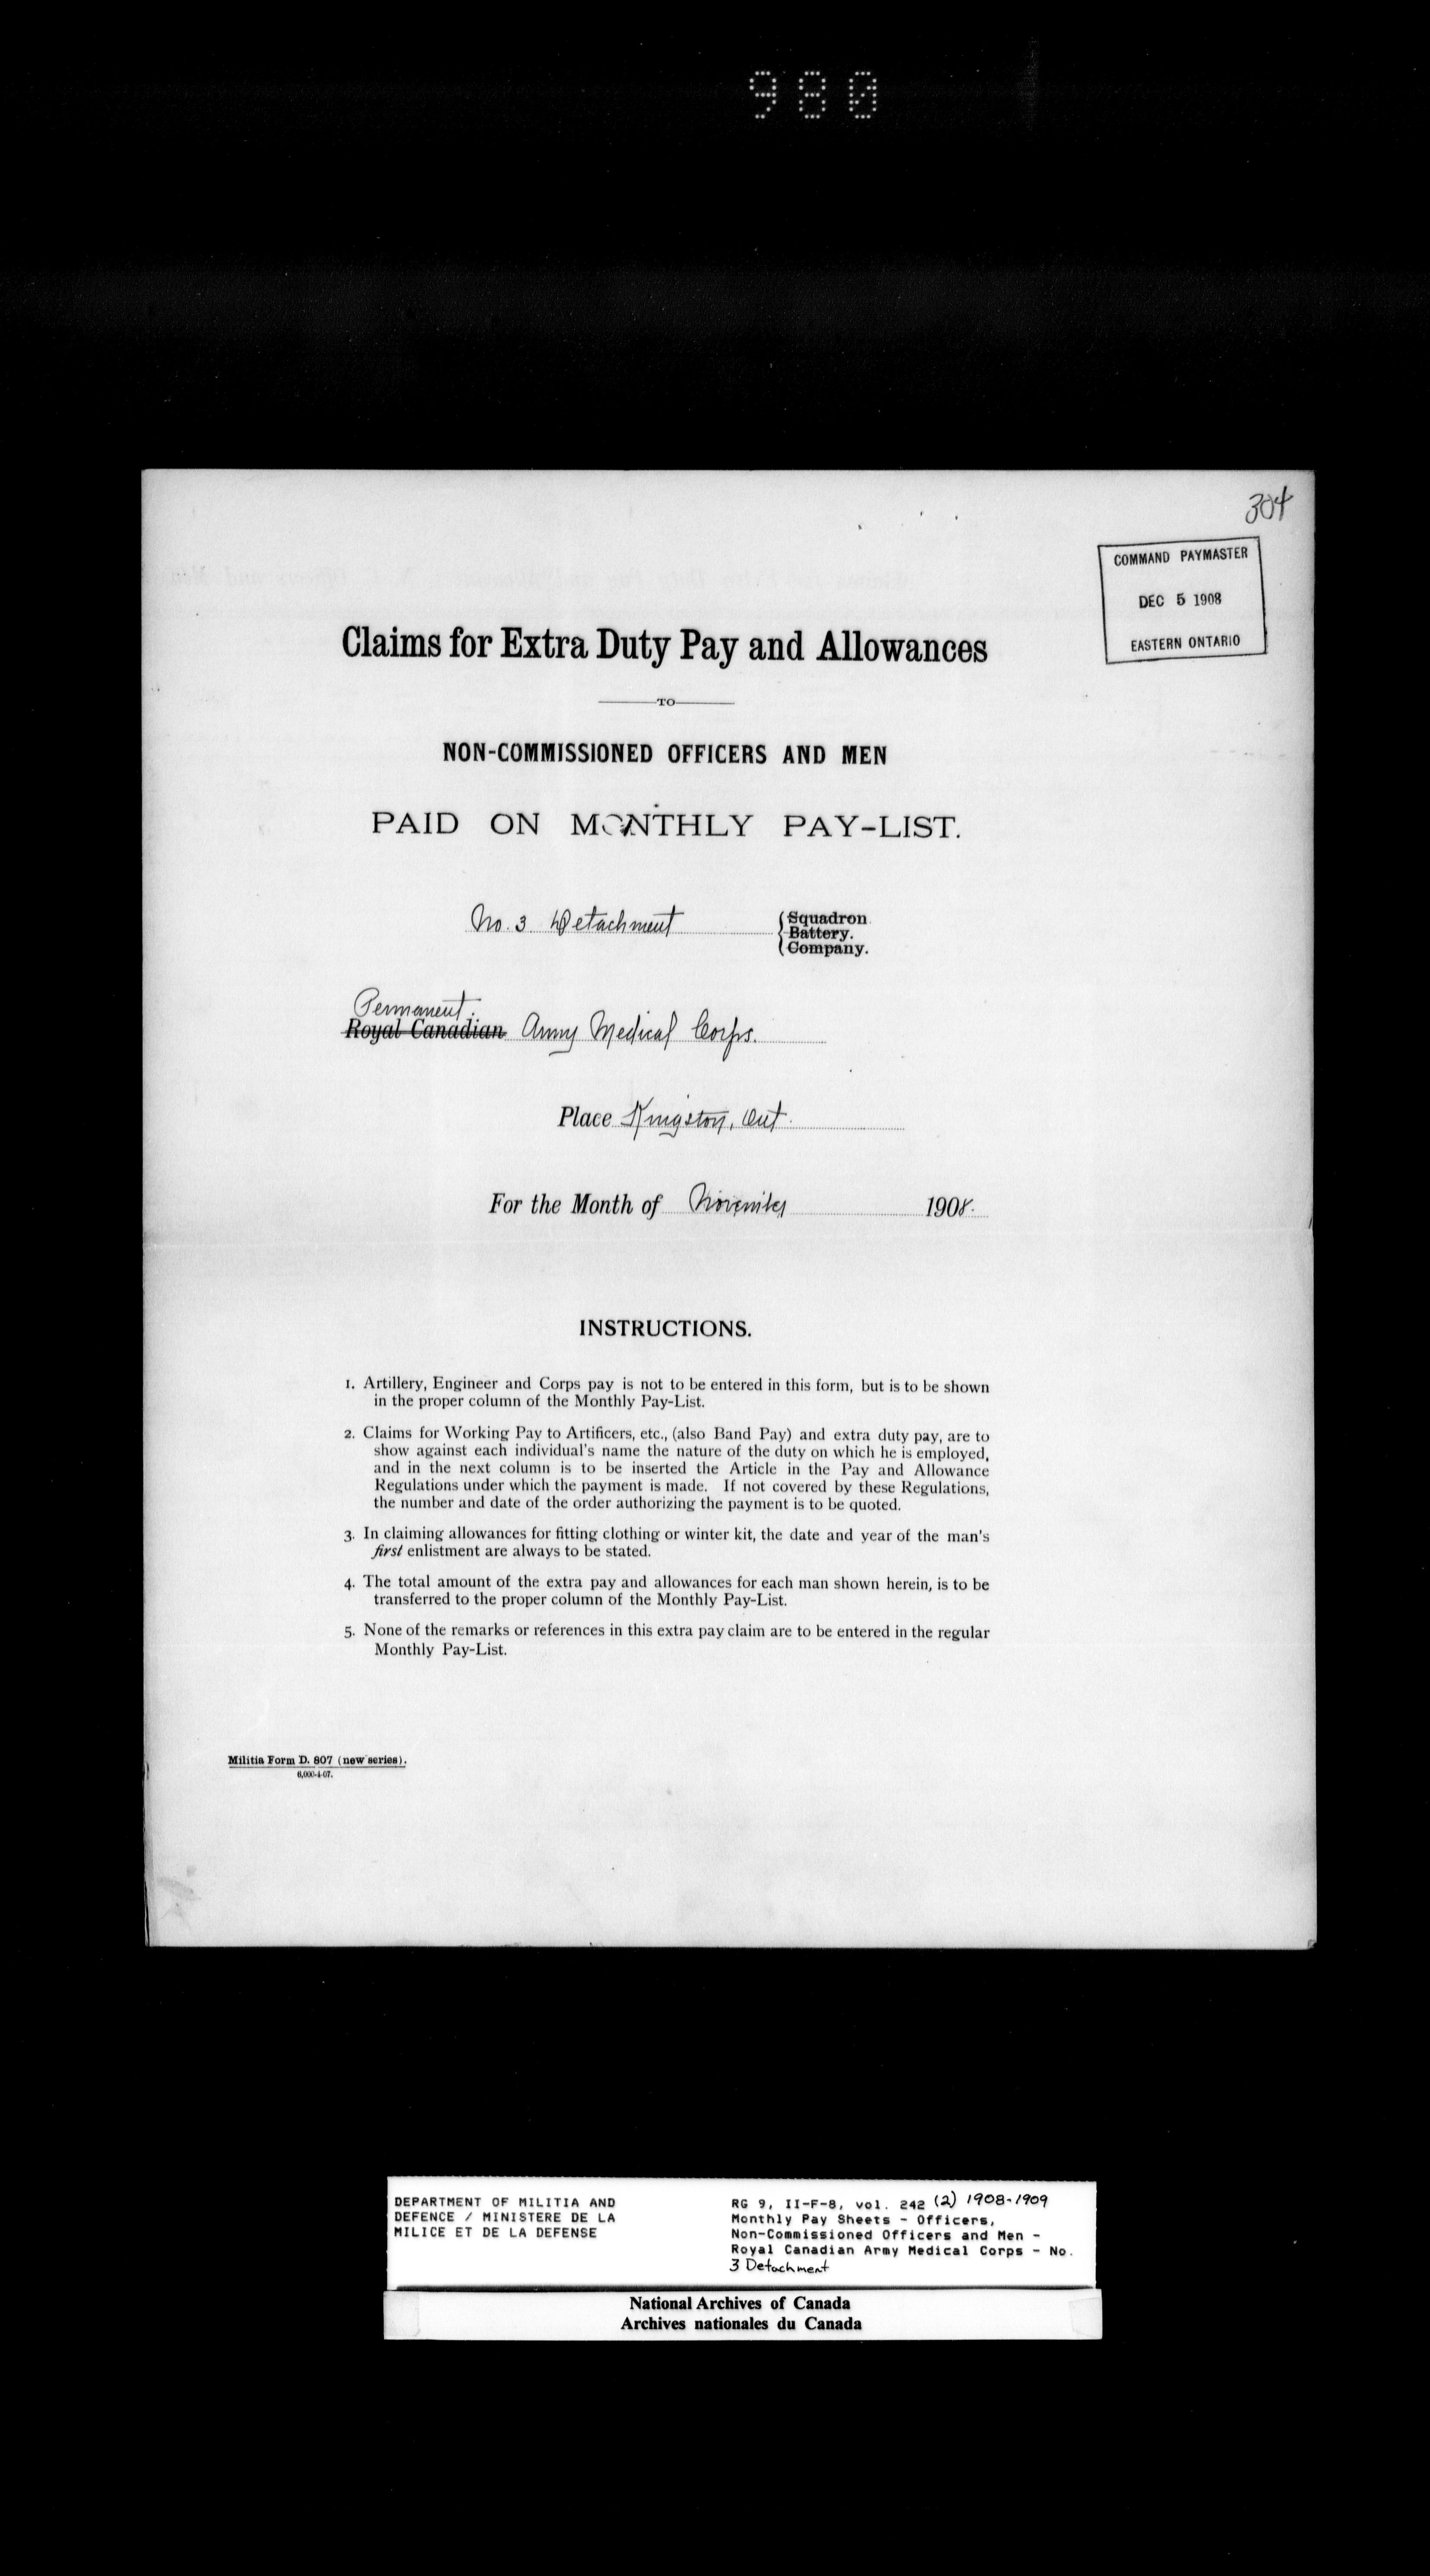 980
304
COMMAND PAYMASTER
DEC 5 1908
EASTERN ONTARIO
Claims for Extra Duty Pay and Allowances
TO
NON-COMMISSIONED OFFICERS AND MEN
PAID ON MONTHLY PAY-LIST.
No. 3 Detachment
Squadron
Battery.
Company.
Permanent.
Royal Canadian Army Medical Corps.
Place Kingston, Ont.
For the Month of November 1908.
INSTRUCTIONS.
1. Artillery, Engineer and Corps pay is not to be entered in this form, but is to be shown
in the proper column of the Monthly Pay-List.
2. Claims for Working Pay to Artificers, etc., (also Band Pay) and extra duty pay, are to
show against each individual's name the nature of the duty on which he is employed,
and in the next column is to be inserted the Article in the Pay and Allowance
Regulations under which the payment is made. If not covered by these Regulations,
the number and date of the order authorizing the payment is to be quoted.
3. In claiming allowances for fitting clothing or winter kit, the date and year of the man's
first enlistment are always to be stated.
4. The total amount of the extra pay and allowances for each man shown herein, is to be
transferred to the proper column of the Monthly Pay-List.
5. None of the remarks or references in this extra pay claim are to be entered in the regular
Monthly Pay-List.
Militia Form D. 807 (new series).
6,000-4-07.
DEPARTMENT OF MILITIA AND
DEFENCE / MINISTERE DE LA
MILICE ET DE LA DEFENSE
RG 9, II-F-8, vol. 242 (2) 1908-1909
Monthly Pay Sheets - Officers,
Non-Commissioned Officers and Men -
Royal Canadian Army Medical Corps - No.
3 Detachment
National Archives of Canada
Archives nationales du Canada